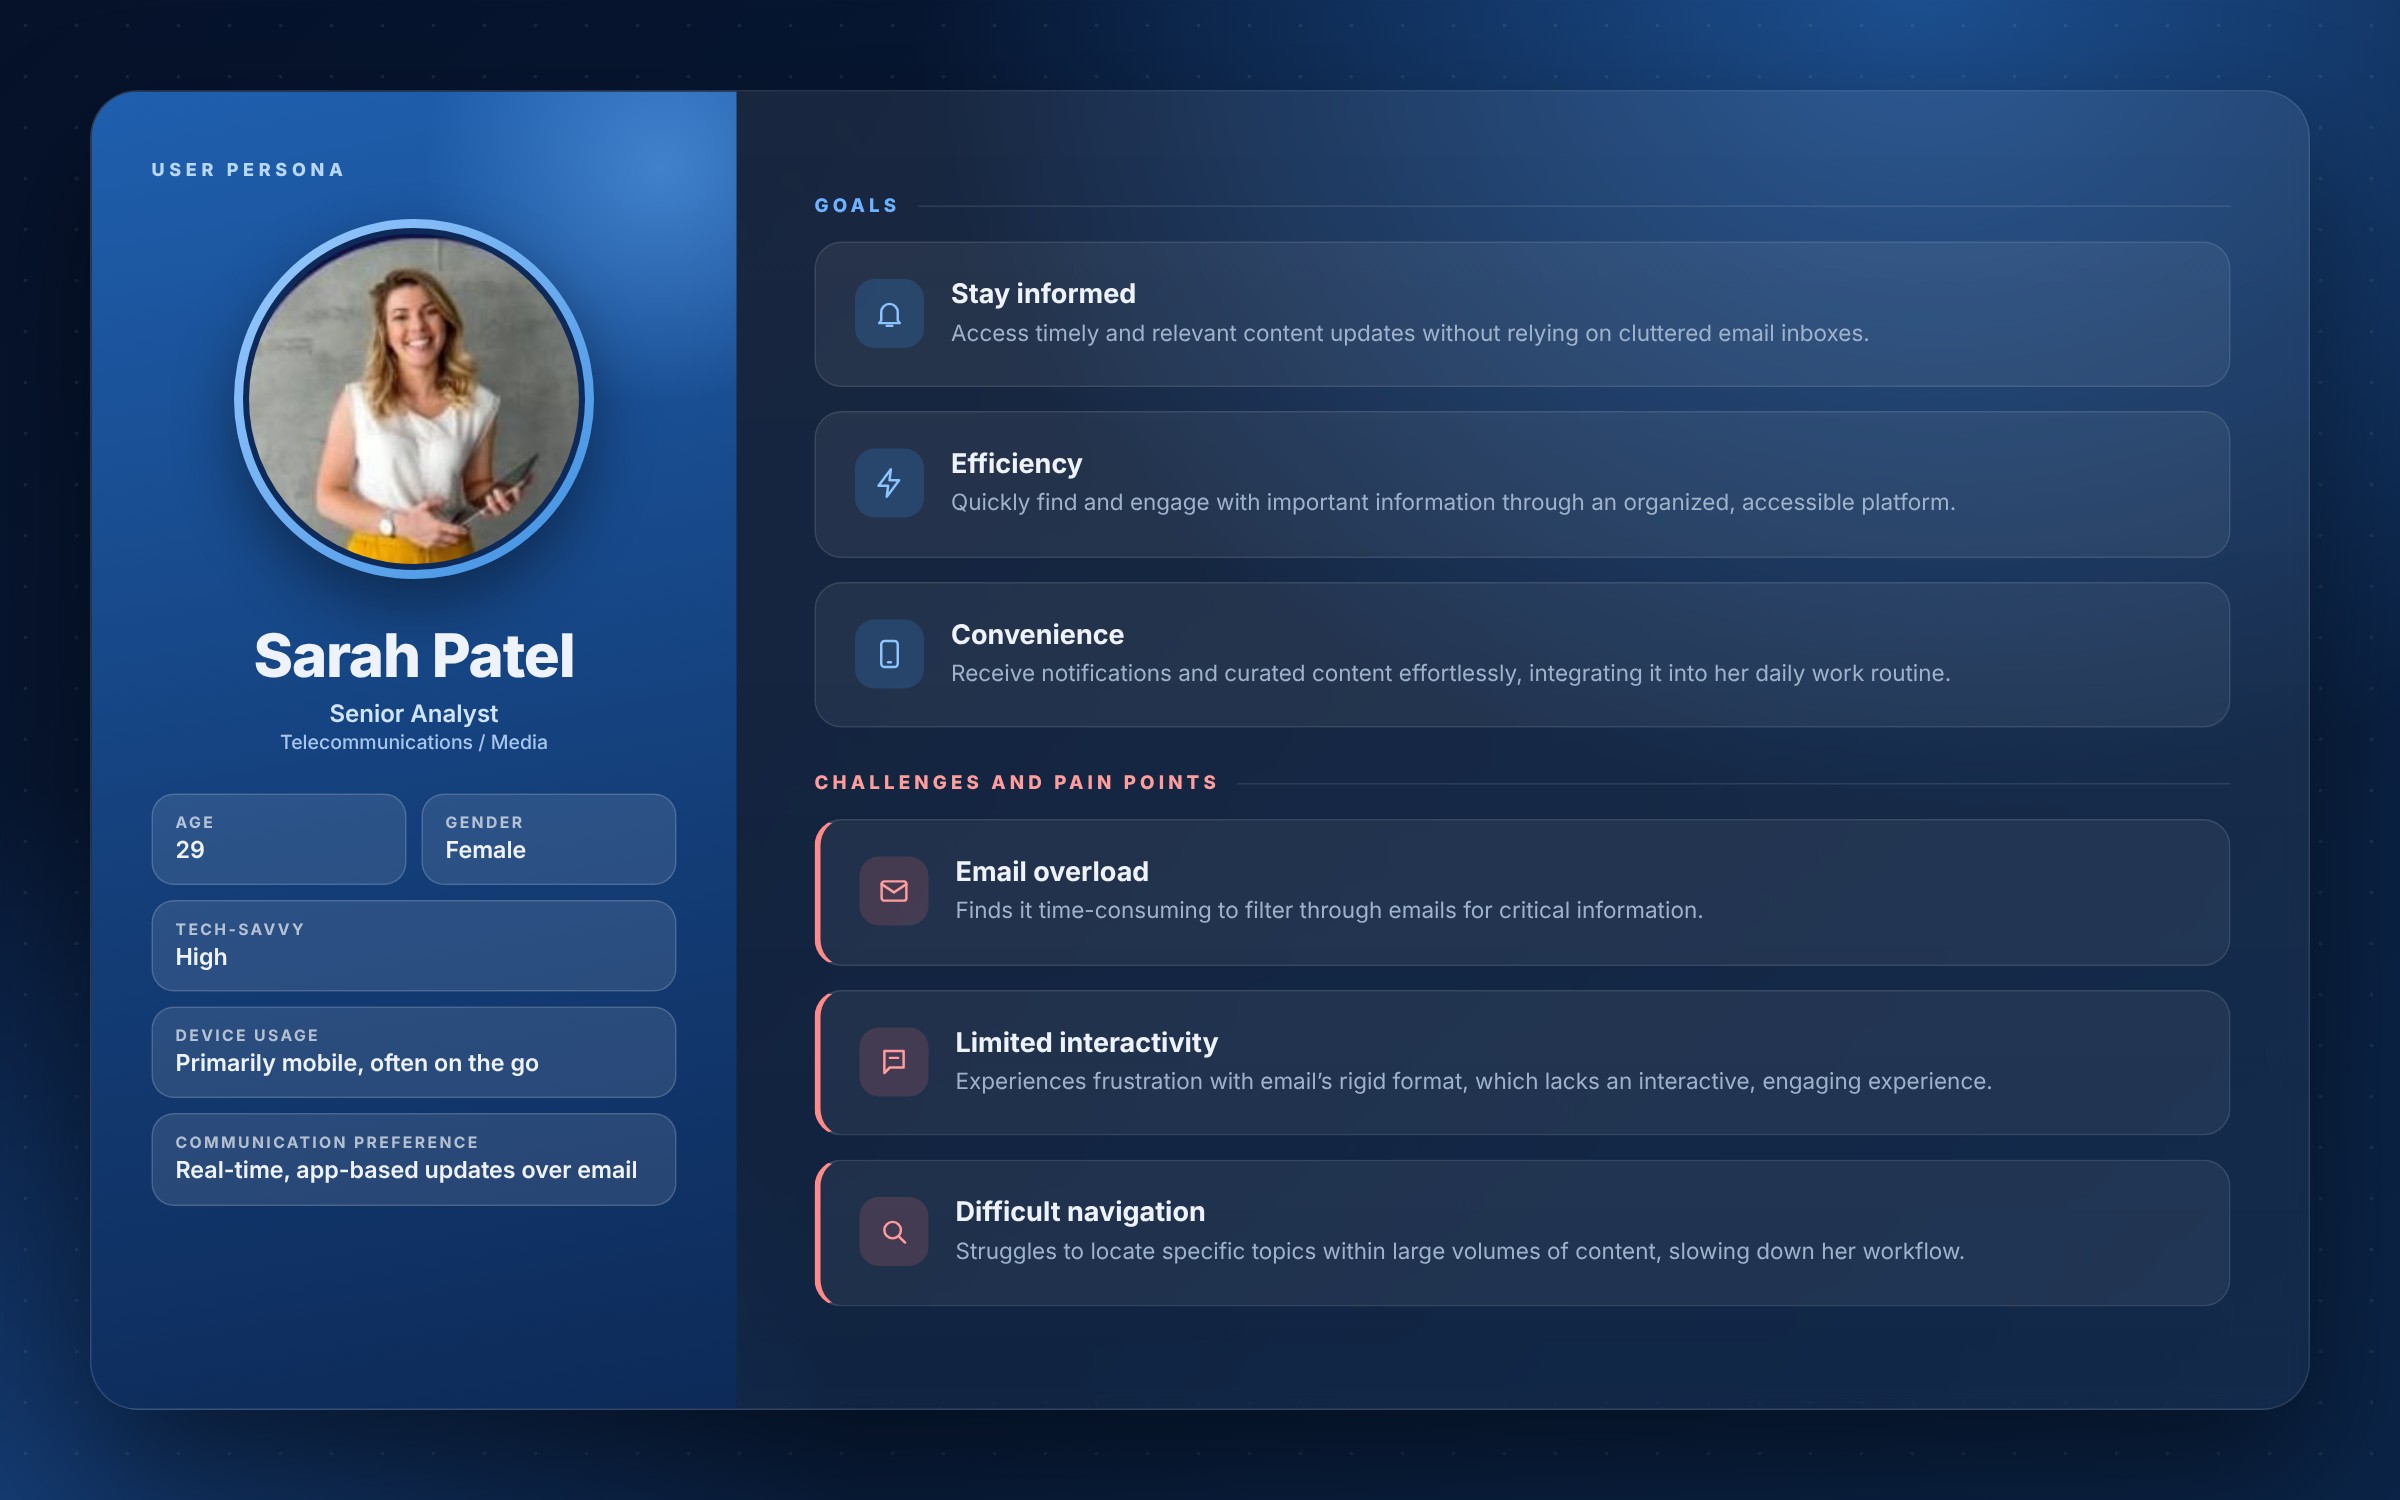 USER PERSONA
Sarah Patel
Senior Analyst
Telecommunications / Media
AGE
29
GENDER
Female
TECH-SAVVY
High
DEVICE USAGE
Primarily mobile, often on the go
COMMUNICATION PREFERENCE
Real-time, app-based updates over email
GOALS
Stay informed
Access timely and relevant content updates without relying on cluttered email inboxes.
Efficiency
Quickly find and engage with important information through an organized, accessible platform.
Convenience
Receive notifications and curated content effortlessly, integrating it into her daily work routine.
CHALLENGES AND PAIN POINTS
Email overload
Finds it time-consuming to filter through emails for critical information.
Limited interactivity
Experiences frustration with email’s rigid format, which lacks an interactive, engaging experience.
Difficult navigation
Struggles to locate specific topics within large volumes of content, slowing down her workflow.